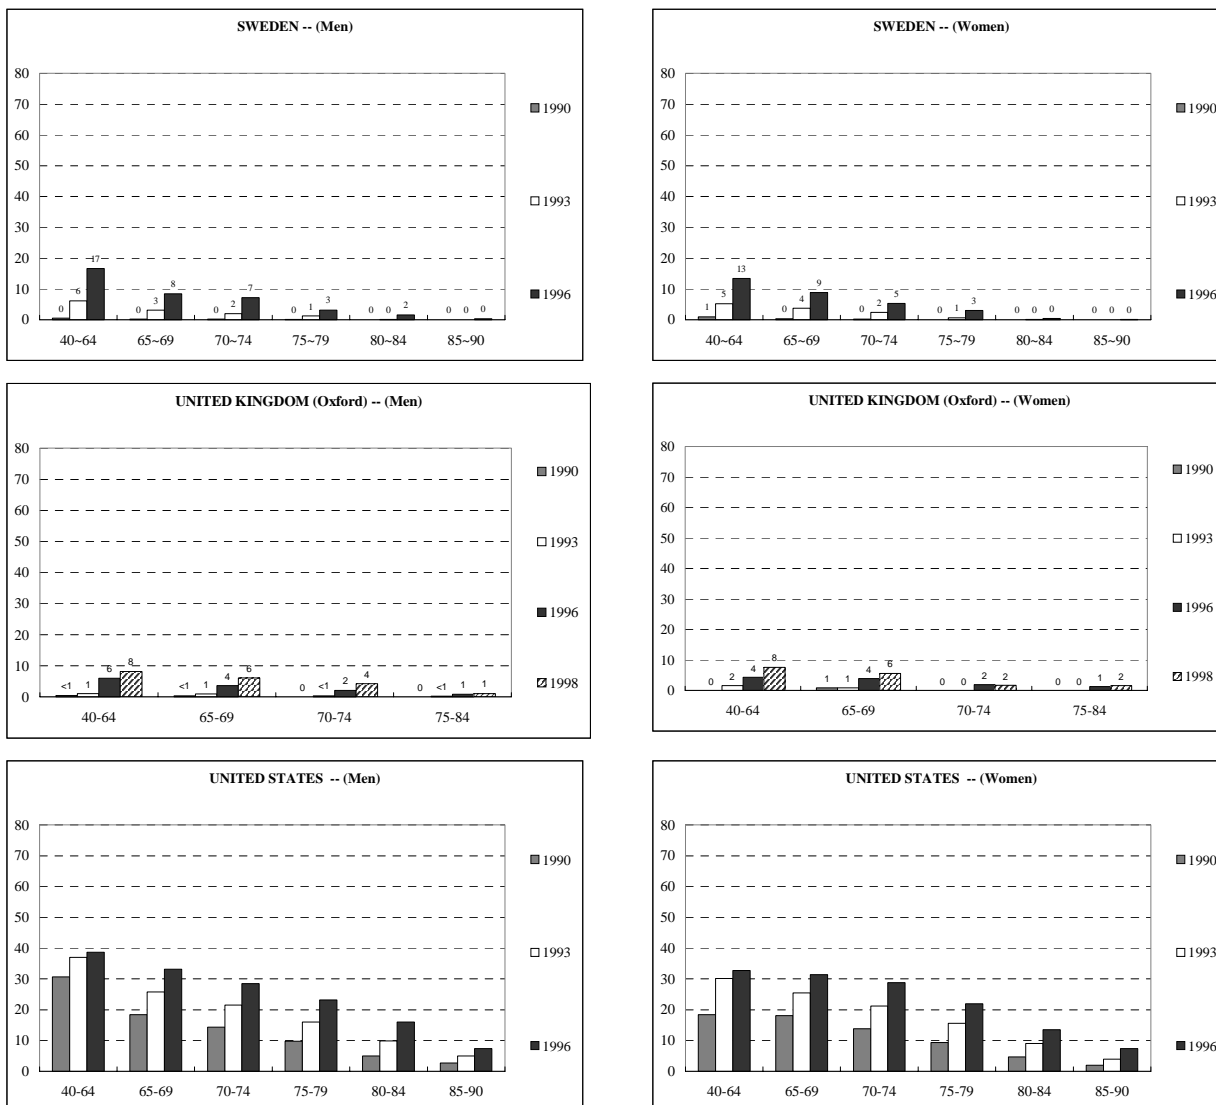 SWEDEN -- (Men)
80
70
60
50
40
30
20
10
0
0 6 17
0 3 8
0 2 7
0 1 3
0 0 2
0 0 0
40~64 65~69 70~74 75~79 80~84 85~90
1990
1993
1996
SWEDEN -- (Women)
80
70
60
50
40
30
20
10
0
1 5 13
0 4 9
0 2 5
0 1 3
0 0 0
0 0 0
40~64 65~69 70~74 75~79 80~84 85~90
1990
1993
1996
UNITED KINGDOM (Oxford) -- (Men)
80
70
60
50
40
30
20
10
0
<1 1 6 8
<1 1 4 6
0 <1 2 4
0 <1 1 1
40-64 65-69 70-74 75-84
1990
1993
1996
1998
UNITED KINGDOM (Oxford) -- (Women)
80
70
60
50
40
30
20
10
0
0 2 4 8
1 1 4 6
0 0 2 2
0 0 1 2
40-64 65-69 70-74 75-84
1990
1993
1996
1998
UNITED STATES -- (Men)
80
70
60
50
40
30
20
10
0
40-64 65-69 70-74 75-79 80-84 85-90
1990
1993
1996
UNITED STATES -- (Women)
80
70
60
50
40
30
20
10
0
40-64 65-69 70-74 75-79 80-84 85-90
1990
1993
1996